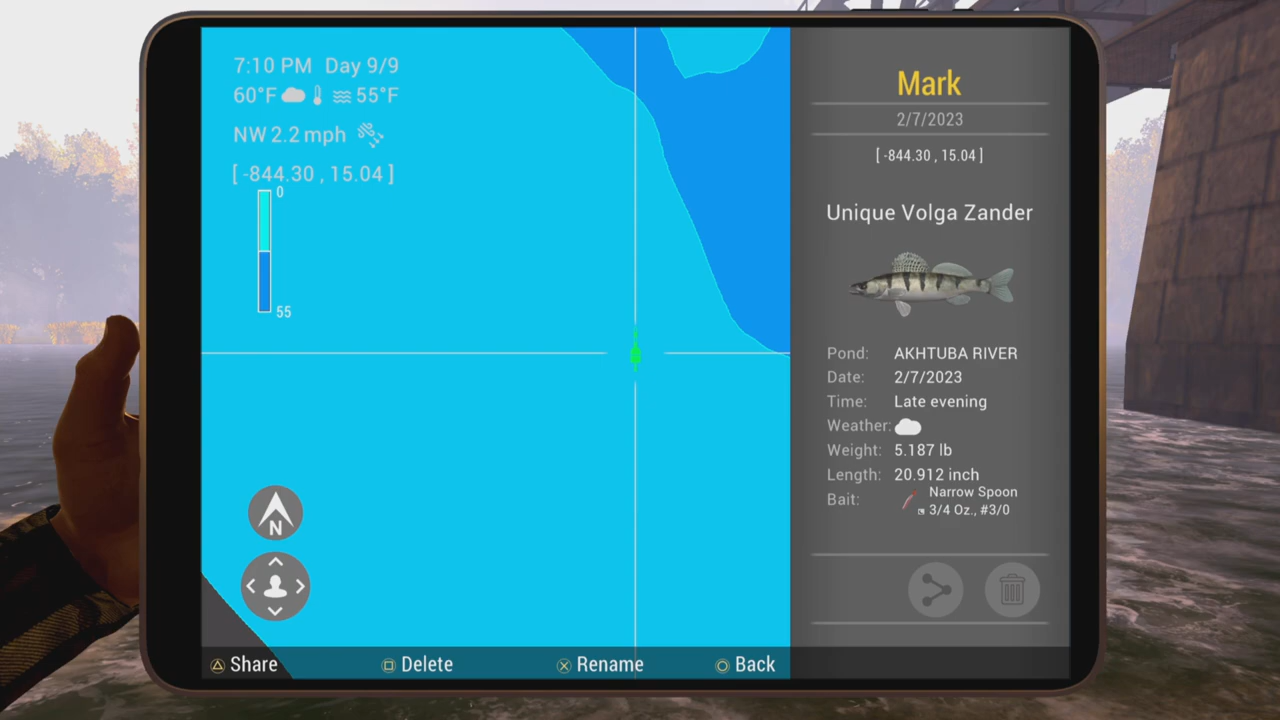 7:10 PM Day 9/9
60°F 55°F
NW 2.2 mph
[ -844.30 , 15.04 ]
0
55
N
Share
Delete
Rename
Back
Mark
2/7/2023
[ -844.30 , 15.04 ]
Unique Volga Zander
Pond: AKHTUBA RIVER
Date: 2/7/2023
Time: Late evening
Weather:
Weight: 5.187 lb
Length: 20.912 inch
Bait: Narrow Spoon
3/4 Oz., #3/0